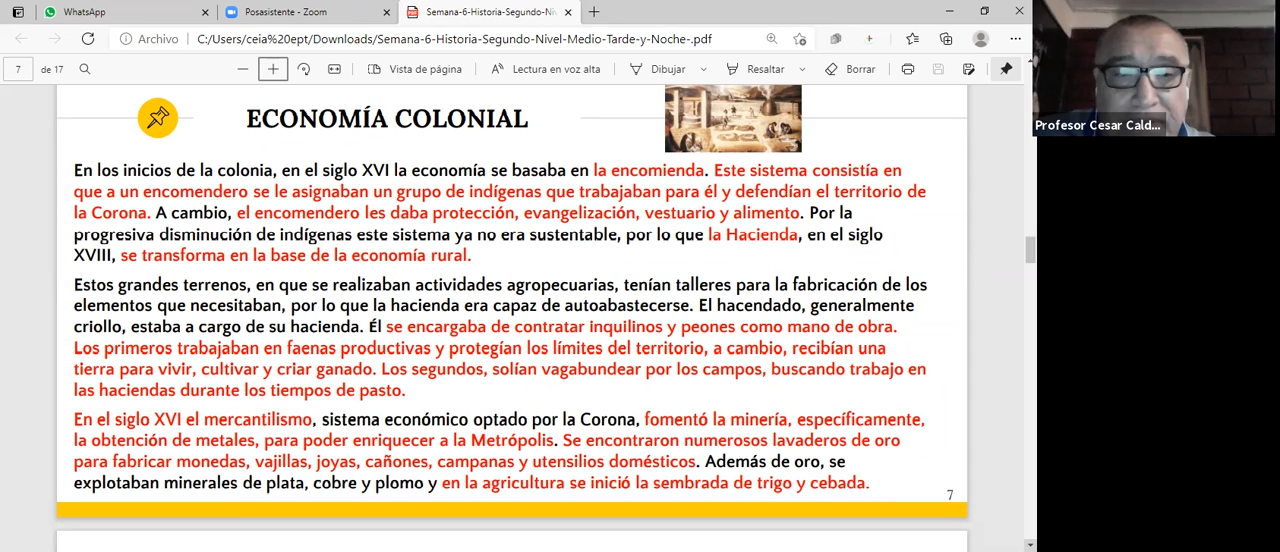 WhatsApp
Posasistente - Zoom
Semana-6-Historia-Segundo-Niv
Archivo C:/Users/ceia%20ept/Downloads/Semana-6-Historia-Segundo-Nivel-Medio-Tarde-y-Noche-.pdf
7 de 17 Vista de página Lectura en voz alta Dibujar Resaltar Borrar
Profesor Cesar Cald...
ECONOMÍA COLONIAL
En los inicios de la colonia, en el siglo XVI la economía se basaba en la encomienda. Este sistema consistía en
que a un encomendero se le asignaban un grupo de indígenas que trabajaban para él y defendían el territorio de
la Corona. A cambio, el encomendero les daba protección, evangelización, vestuario y alimento. Por la
progresiva disminución de indígenas este sistema ya no era sustentable, por lo que la Hacienda, en el siglo
XVIII, se transforma en la base de la economía rural.
Estos grandes terrenos, en que se realizaban actividades agropecuarias, tenían talleres para la fabricación de los
elementos que necesitaban, por lo que la hacienda era capaz de autoabastecerse. El hacendado, generalmente
criollo, estaba a cargo de su hacienda. Él se encargaba de contratar inquilinos y peones como mano de obra.
Los primeros trabajaban en faenas productivas y protegían los límites del territorio, a cambio, recibían una
tierra para vivir, cultivar y criar ganado. Los segundos, solían vagabundear por los campos, buscando trabajo en
las haciendas durante los tiempos de pasto.
En el siglo XVI el mercantilismo, sistema económico optado por la Corona, fomentó la minería, específicamente,
la obtención de metales, para poder enriquecer a la Metrópolis. Se encontraron numerosos lavaderos de oro
para fabricar monedas, vajillas, joyas, cañones, campanas y utensilios domésticos. Además de oro, se
explotaban minerales de plata, cobre y plomo y en la agricultura se inició la sembrada de trigo y cebada.
7